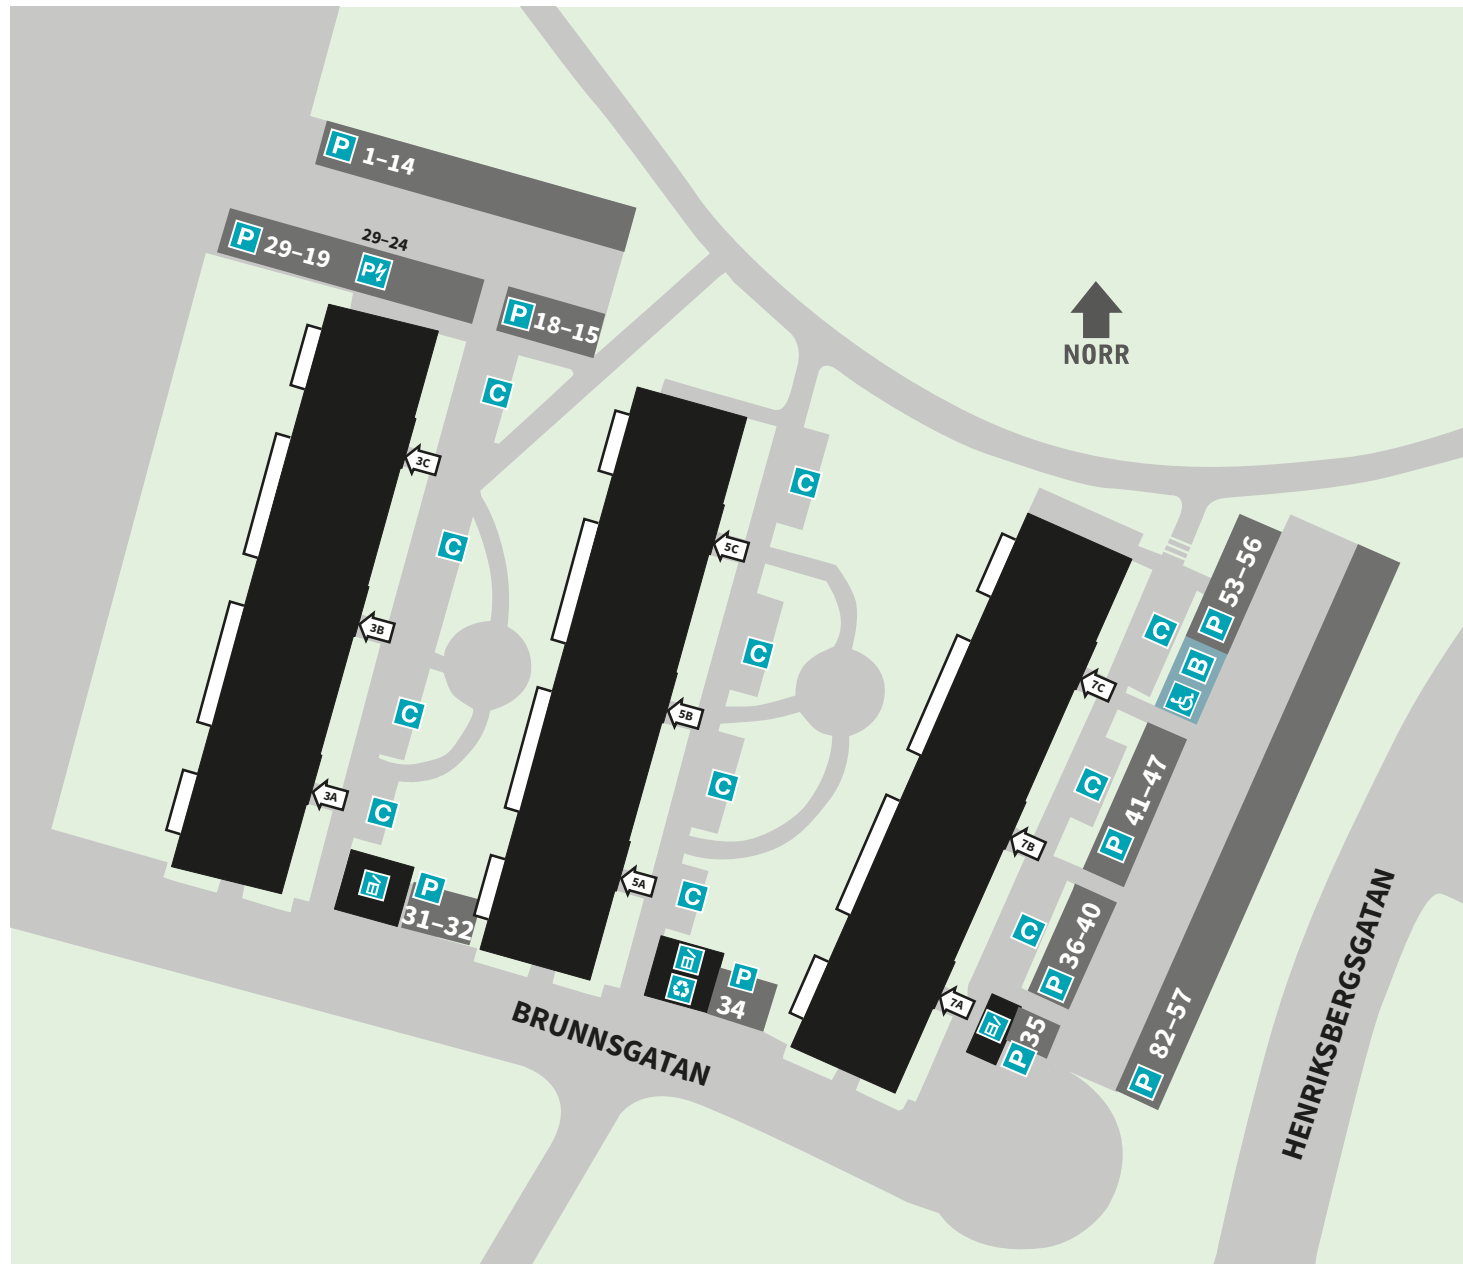 P 1–14
29–24
P 29–19
P
P 18–15
NORR
C
3C
C
5C
C
P 53–56
C
3B
C
B
7C
5B
C
C
C
P 41–47
3A
C
7B
P
31–32
5A
C
C
P 36–40
P
34
7A
P 35
P 82–57
BRUNNSGATAN
HENRIKSBERGSGATAN